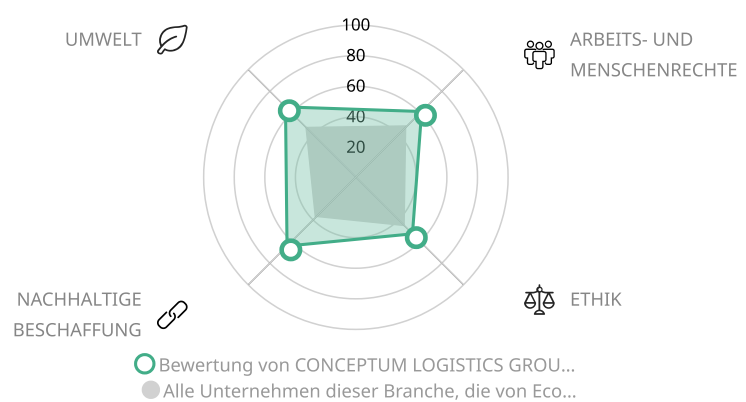 100
UMWELT
ARBEITS- UND
MENSCHENRECHTE
80
60
40
20
NACHHALTIGE
BESCHAFFUNG
ETHIK
Bewertung von CONCEPTUM LOGISTICS GROU...
Alle Unternehmen dieser Branche, die von Eco...